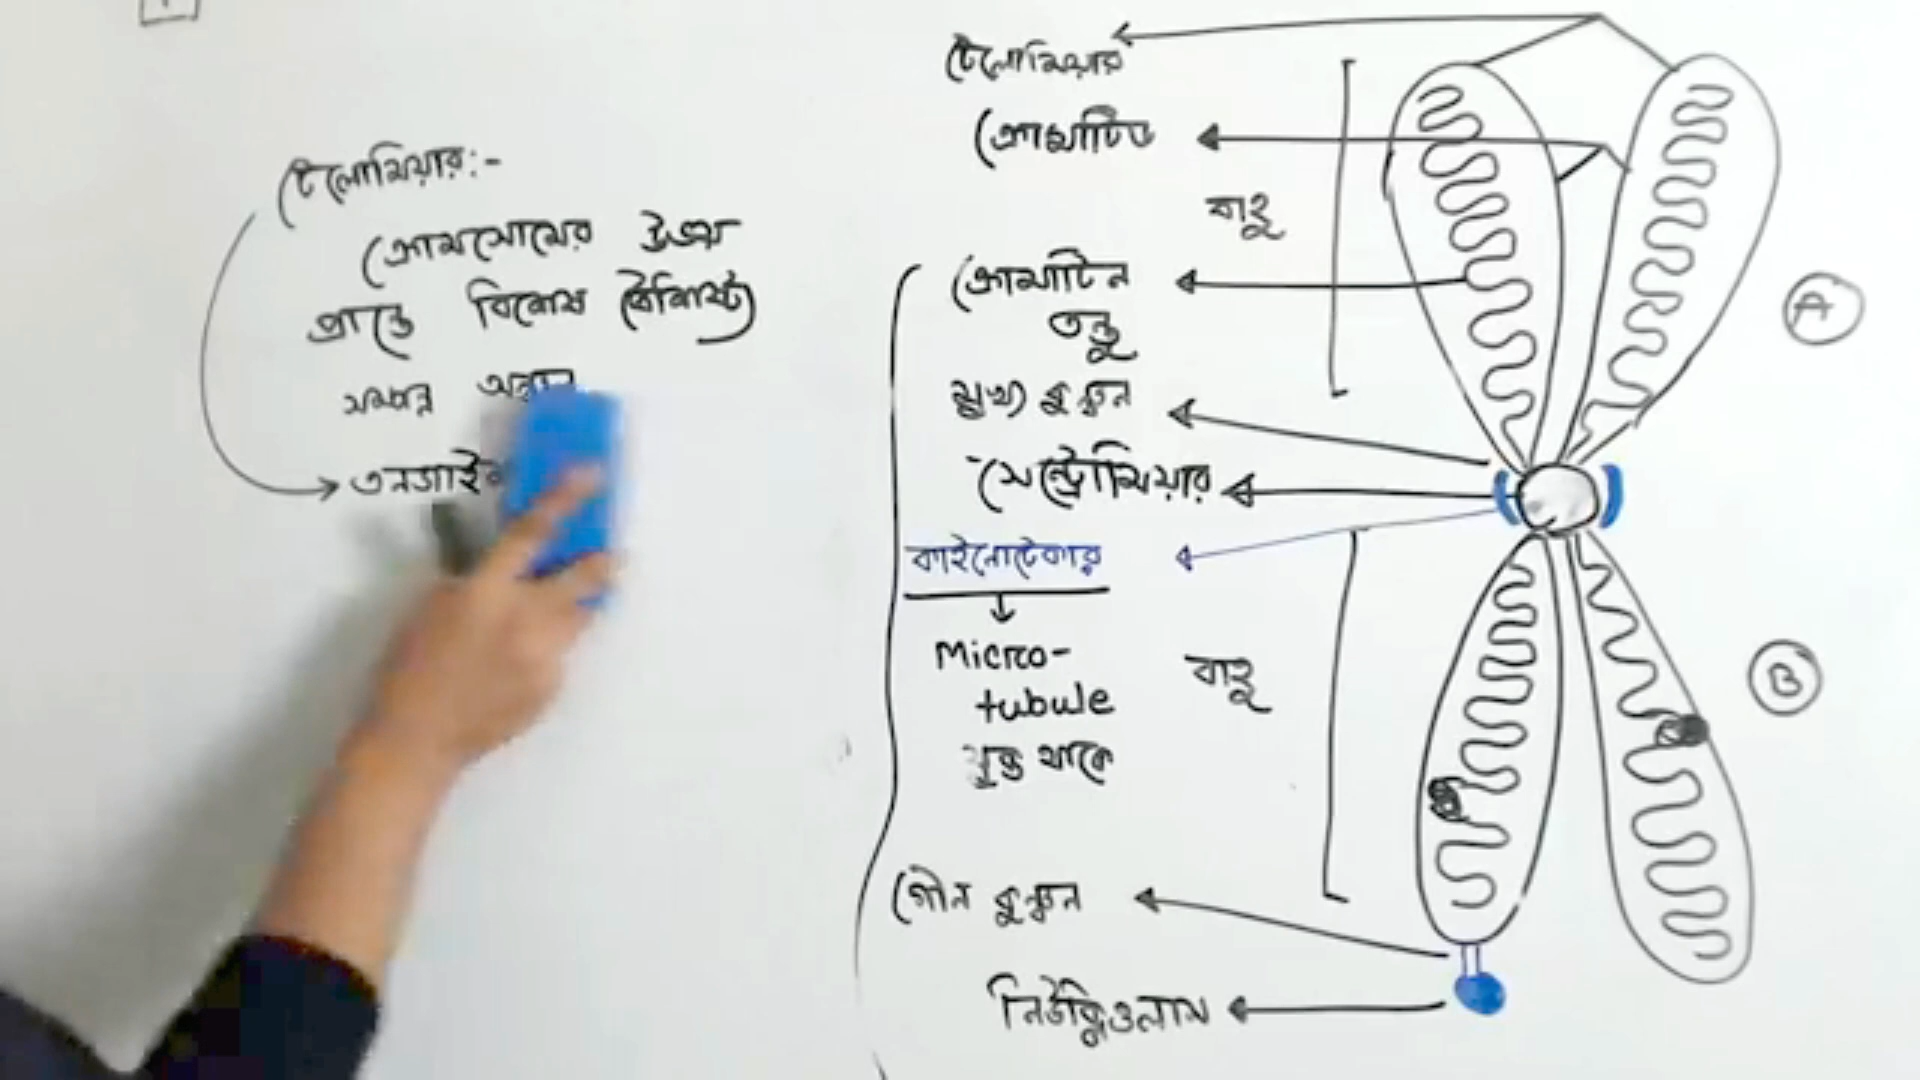 টেলোমিয়ার:-
ক্রোমোসোমের উভয়
প্রান্তে বিশেষ বৈশিষ্ট্য
সম্পন্ন
টেলোমিয়ার
ক্রোমাটিড
বাহু
ক্রোমাটিন
তন্তু
মুখ্য কুঞ্চন
সেন্ট্রোমিয়ার
কাইনেটোকোর
Micro-
tubule
যুক্ত থাকে
বাহু
গৌন কুঞ্চন
নিউক্লিওলাস
A
B